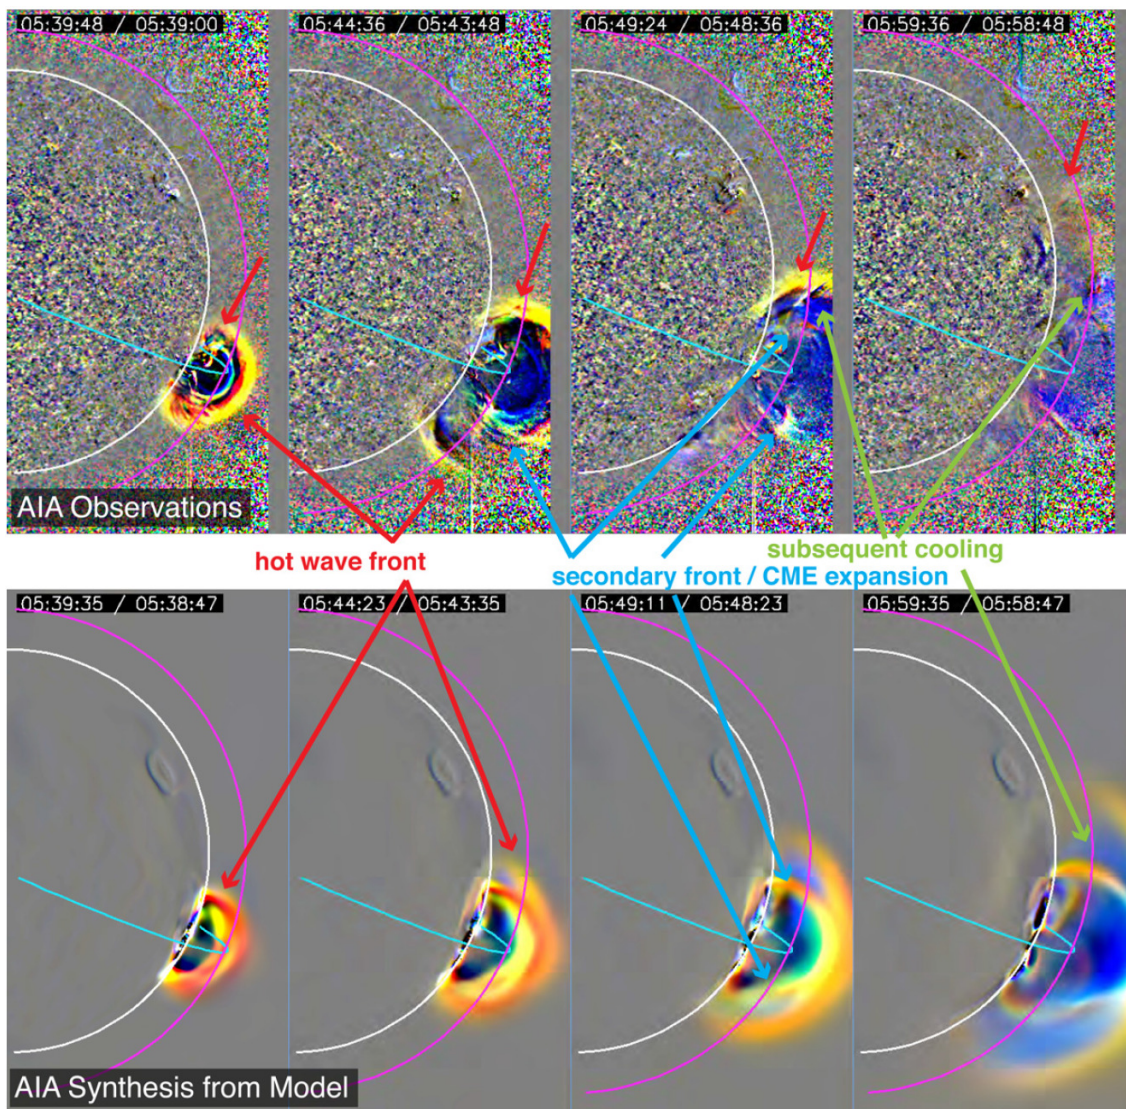 05:39:48 / 05:39:00
05:44:36 / 05:43:48
05:49:24 / 05:48:36
05:59:36 / 05:58:48
AIA Observations
hot wave front
subsequent cooling
secondary front / CME expansion
05:39:35 / 05:38:47
05:44:23 / 05:43:35
05:49:11 / 05:48:23
05:59:35 / 05:58:47
AIA Synthesis from Model